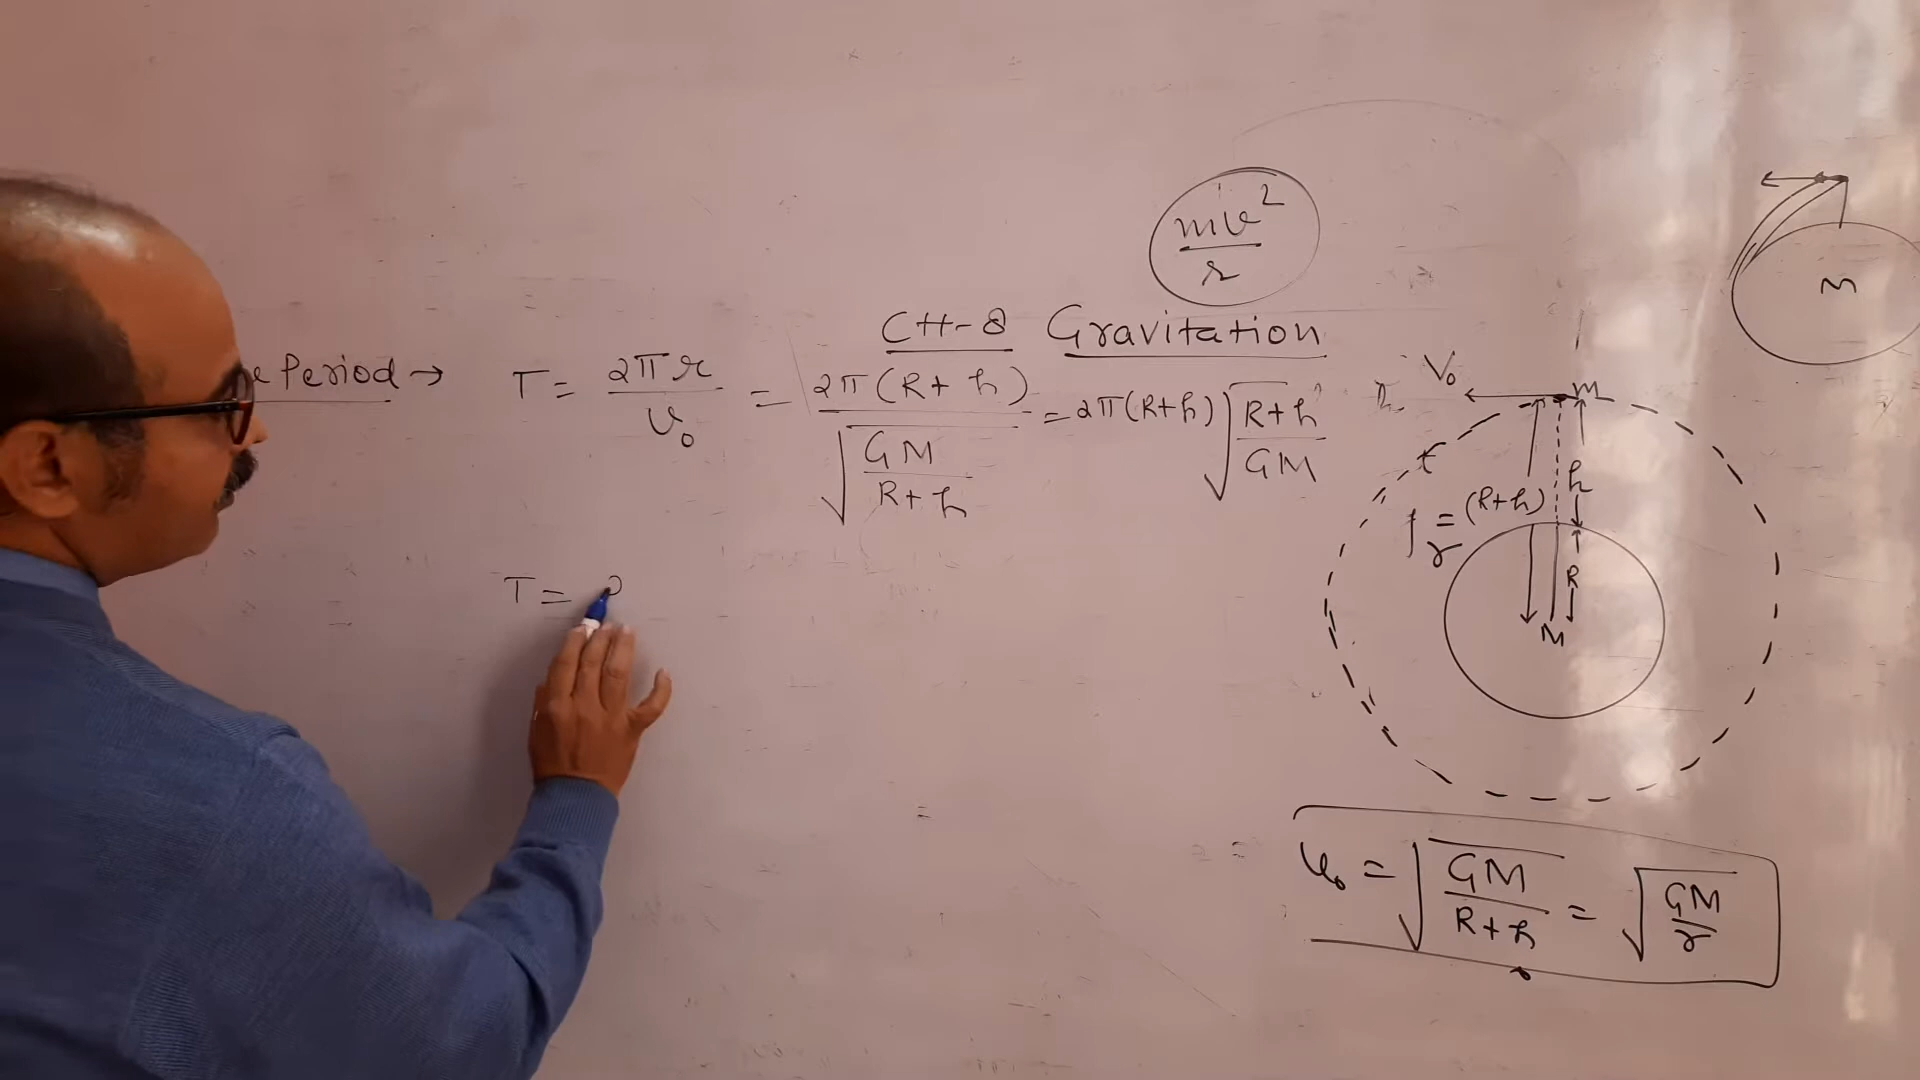 mv²/r
CH-8 Gravitation
e Period → T = 2πr/v₀ = 2π(R+h)/√(GM/(R+h)) = 2π(R+h)√((R+h)/GM)
T = 2
M
V₀ m
h
r = (R+h)
R
M
v₀ = √(GM/(R+h)) = √(GM/r)